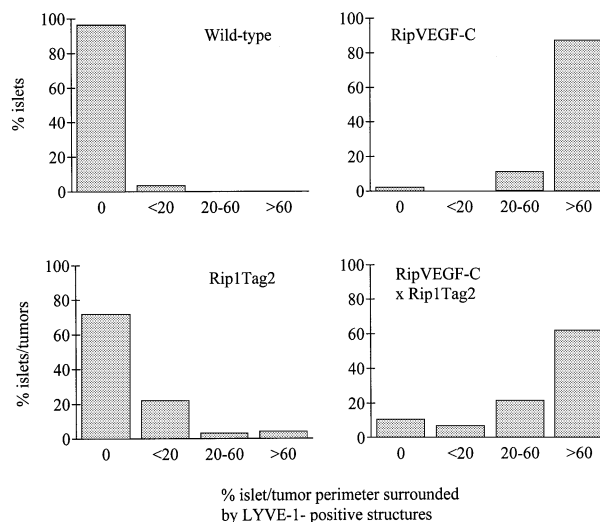 Wild-type
RipVEGF-C
% islets
100
80
60
40
20
0
0 <20 20-60 >60
100
80
60
40
20
0
0 <20 20-60 >60
Rip1Tag2
RipVEGF-C
x Rip1Tag2
% islets/tumors
100
80
60
40
20
0
0 <20 20-60 >60
100
80
60
40
20
0
0 <20 20-60 >60
% islet/tumor perimeter surrounded
by LYVE-1- positive structures